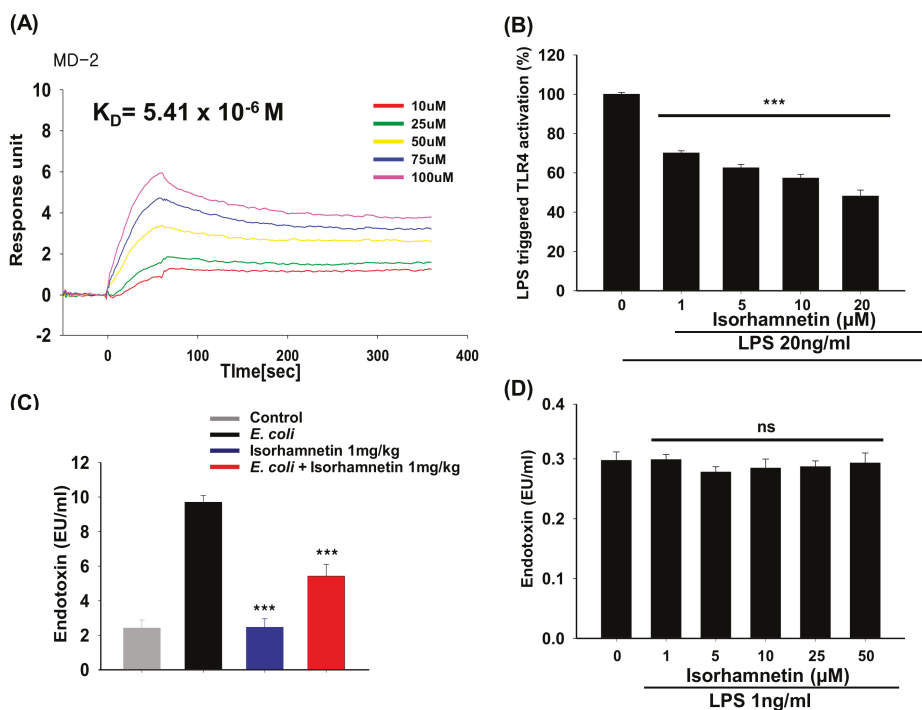 (A)
MD-2
K_D= 5.41 x 10^-6 M
10uM
25uM
50uM
75uM
100uM
Response unit
10
8
6
4
2
0
-2
0
100
200
300
400
TIme[sec]
(B)
LPS triggered TLR4 activation (%)
120
100
80
60
40
20
0
***
0
1
5
10
20
Isorhamnetin (µM)
LPS 20ng/ml
(C)
Control
E. coli
Isorhamnetin 1mg/kg
E. coli + Isorhamnetin 1mg/kg
Endotoxin (EU/ml)
12
10
8
6
4
2
0
***
***
(D)
Endotoxin (EU/ml)
0.4
0.3
0.2
0.1
0.0
ns
0
1
5
10
25
50
Isorhamnetin (µM)
LPS 1ng/ml